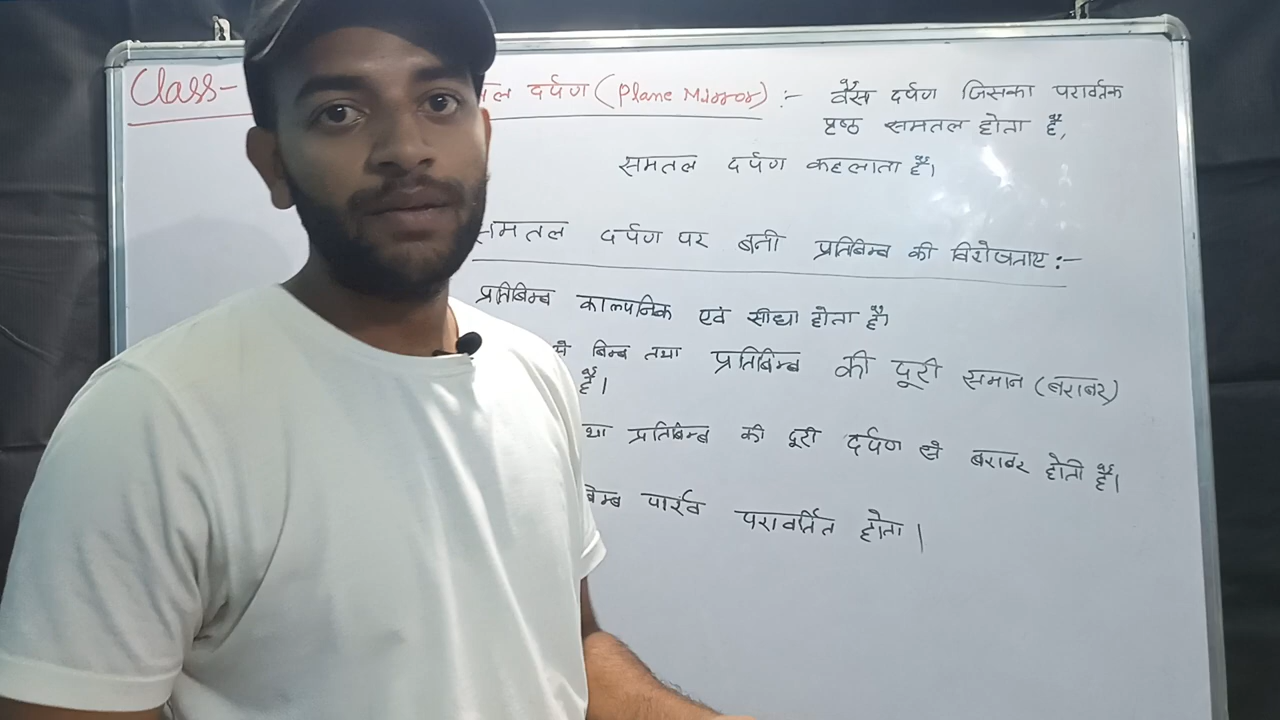 Class- दर्पण (Plane Mirror) :- वैसा दर्पण जिसका परावर्तक
पृष्ठ समतल होता है,
समतल दर्पण कहलाता है।
समतल दर्पण पर बनी प्रतिबिम्ब की विशेषताए :-
प्रतिबिम्ब काल्पनिक एवं सीधा होता है।
से बिम्ब तथा प्रतिबिम्ब की दूरी समान (बराबर)
है।
प्रतिबिम्ब की दूरी दर्पण से बराबर होती है।
पार्श्व परावर्तित होता।